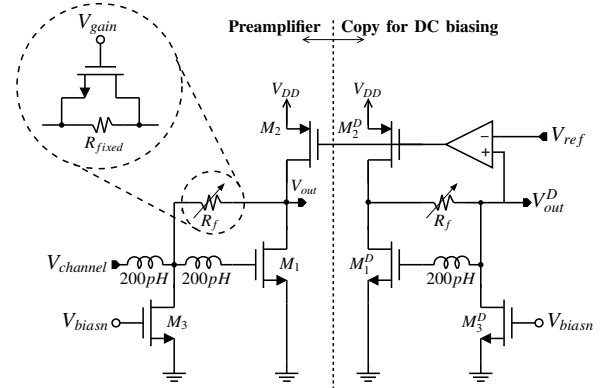 Preamplifier
Copy for DC biasing
V_gain
R_fixed
V_DD
V_DD
M_2
M_2^D
−
+
V_ref
V_out
V_out^D
R_f
R_f
V_channel
200pH
200pH
M_1
M_1^D
200pH
V_biasn
M_3
M_3^D
V_biasn